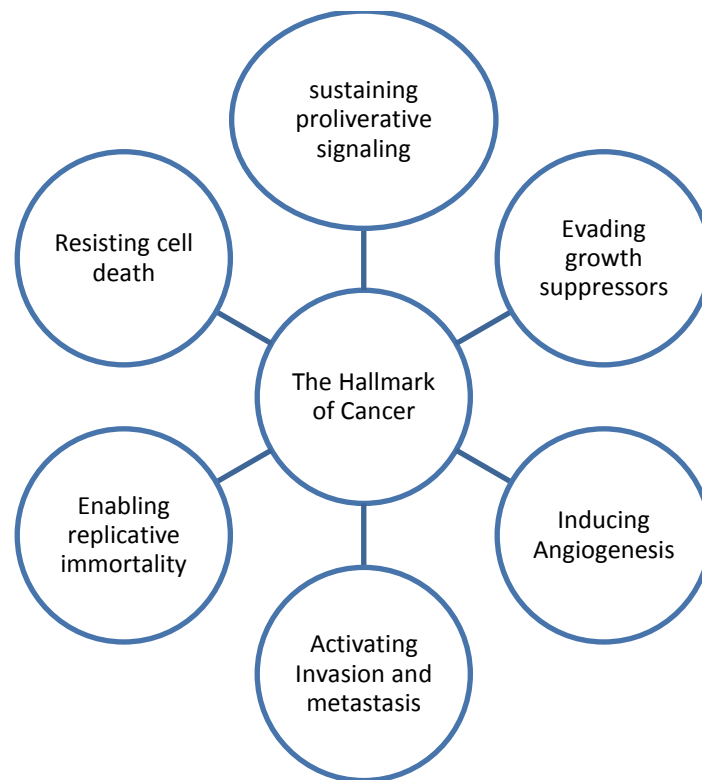 sustaining
proliverative
signaling
Resisting cell
death
Evading
growth
suppressors
The Hallmark
of Cancer
Enabling
replicative
immortality
Inducing
Angiogenesis
Activating
Invasion and
metastasis